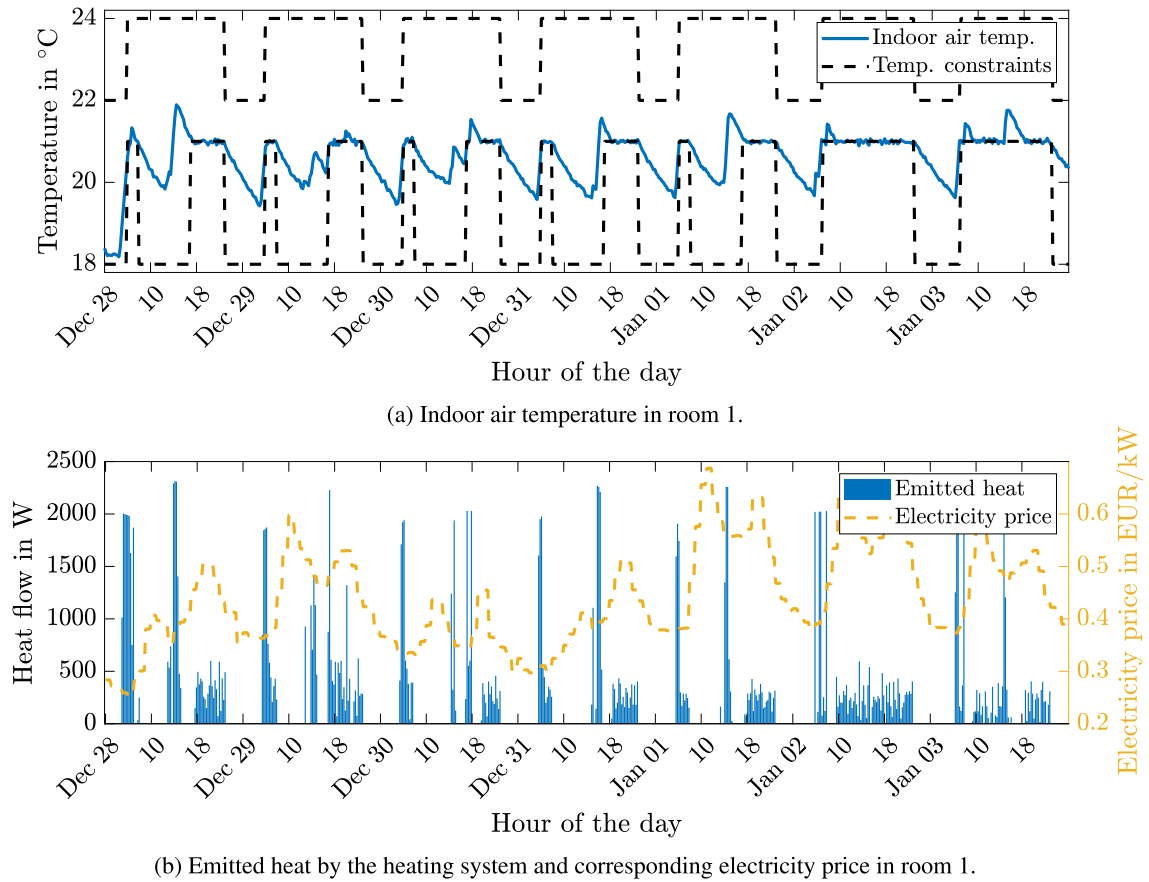 24
22
20
18
Temperature in °C
Indoor air temp.
Temp. constraints
Dec 28 10 18 Dec 29 10 18 Dec 30 10 18 Dec 31 10 18 Jan 01 10 18 Jan 02 10 18 Jan 03 10 18
Hour of the day
(a) Indoor air temperature in room 1.
2500
2000
1500
1000
500
0
Heat flow in W
Emitted heat
Electricity price
0.6
0.5
0.4
0.3
0.2
Electricity price in EUR/kW
Dec 28 10 18 Dec 29 10 18 Dec 30 10 18 Dec 31 10 18 Jan 01 10 18 Jan 02 10 18 Jan 03 10 18
Hour of the day
(b) Emitted heat by the heating system and corresponding electricity price in room 1.